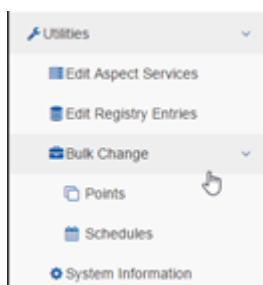 Utilities
Edit Aspect Services
Edit Registry Entries
Bulk Change
Points
Schedules
System Information